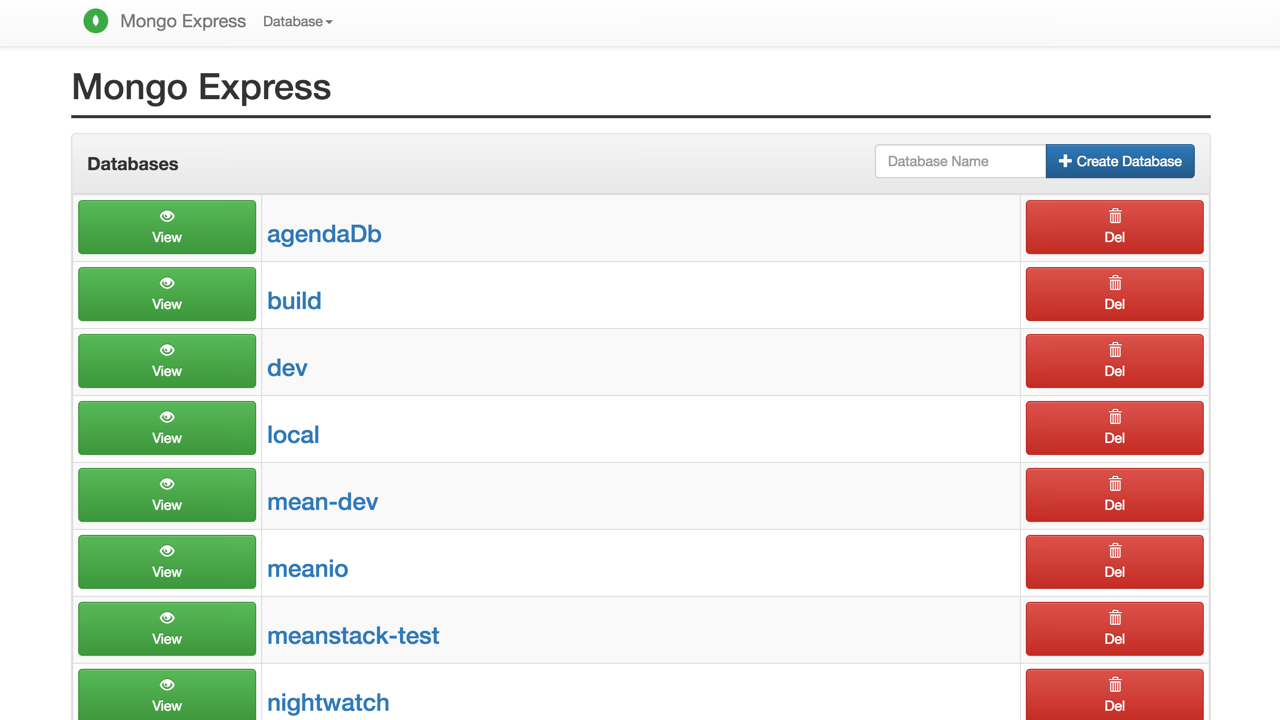 Mongo Express Database
Mongo Express
Databases Database Name Create Database
View agendaDb Del
View build Del
View dev Del
View local Del
View mean-dev Del
View meanio Del
View meanstack-test Del
View nightwatch Del